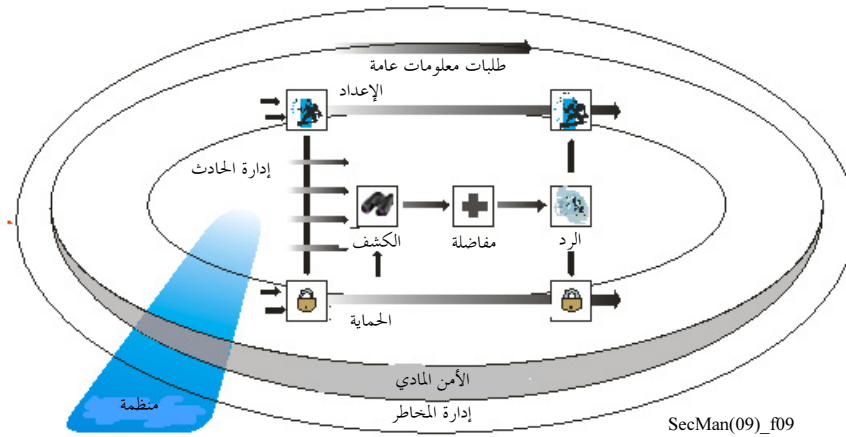 طلبات معلومات عامة
الإعداد
إدارة الحادث
الكشف
مفاضلة
الرد
الحماية
الأمن المادي
منظمة
إدارة المخاطر
SecMan(09)_f09